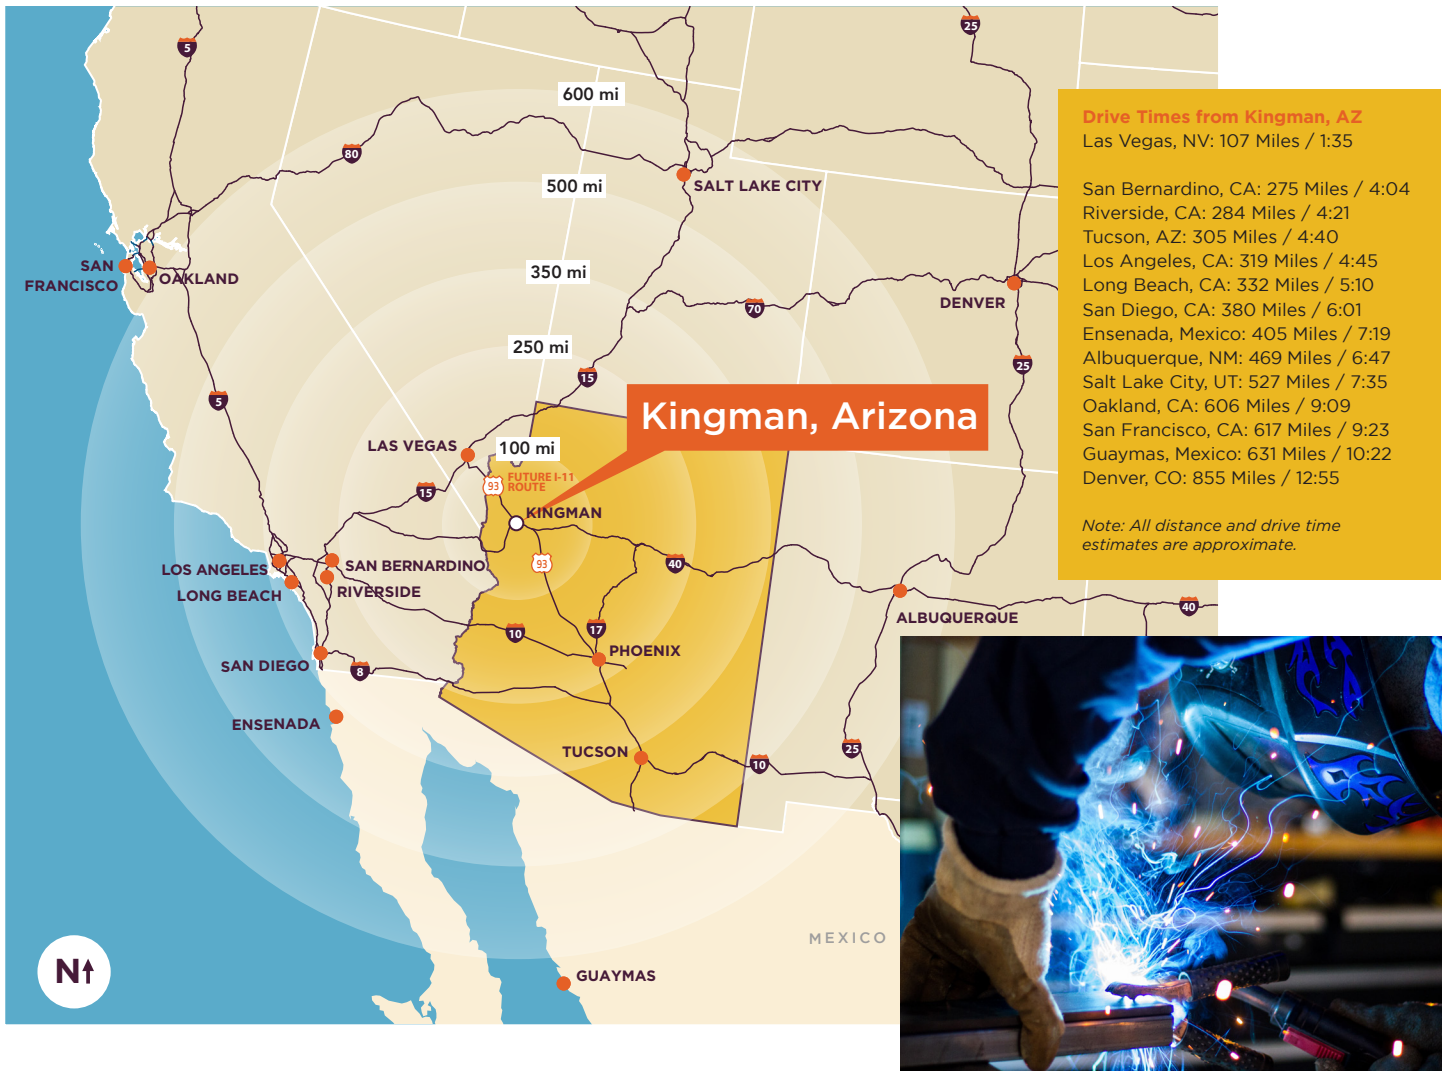 5
25
600 mi
80
500 mi
SALT LAKE CITY
SAN
FRANCISCO
OAKLAND
350 mi
70
DENVER
250 mi
15
25
5
Kingman, Arizona
LAS VEGAS
100 mi
93
FUTURE I-11
ROUTE
15
KINGMAN
93
40
LOS ANGELES
SAN BERNARDINO
LONG BEACH
RIVERSIDE
40
ALBUQUERQUE
10
17
PHOENIX
SAN DIEGO
8
ENSENADA
TUCSON
10
25
MEXICO
GUAYMAS
N
Drive Times from Kingman, AZ
Las Vegas, NV: 107 Miles / 1:35
San Bernardino, CA: 275 Miles / 4:04
Riverside, CA: 284 Miles / 4:21
Tucson, AZ: 305 Miles / 4:40
Los Angeles, CA: 319 Miles / 4:45
Long Beach, CA: 332 Miles / 5:10
San Diego, CA: 380 Miles / 6:01
Ensenada, Mexico: 405 Miles / 7:19
Albuquerque, NM: 469 Miles / 6:47
Salt Lake City, UT: 527 Miles / 7:35
Oakland, CA: 606 Miles / 9:09
San Francisco, CA: 617 Miles / 9:23
Guaymas, Mexico: 631 Miles / 10:22
Denver, CO: 855 Miles / 12:55
Note: All distance and drive time
estimates are approximate.